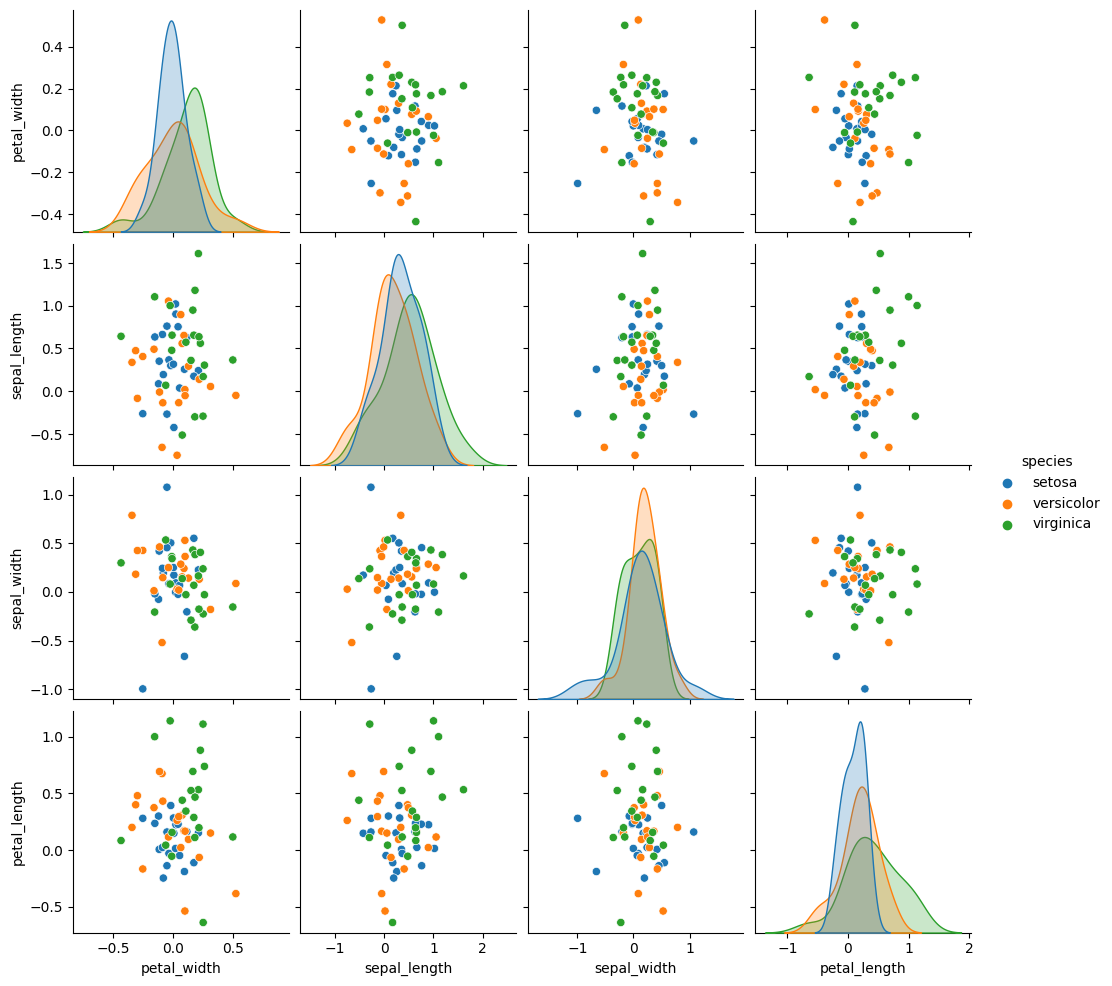 petal_width
0.4
0.2
0.0
−0.2
−0.4
sepal_length
1.5
1.0
0.5
0.0
−0.5
species
setosa
versicolor
virginica
sepal_width
1.0
0.5
0.0
−0.5
−1.0
petal_length
1.0
0.5
0.0
−0.5
−0.5 0.0 0.5
−1 0 1 2
−1 0 1
−1 0 1 2
petal_width sepal_length sepal_width petal_length